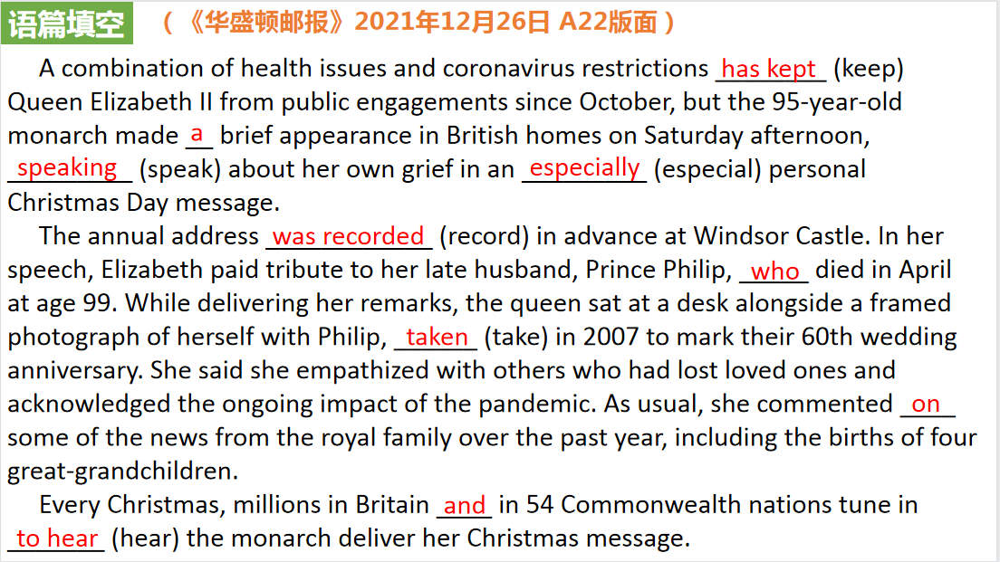 语篇填空 （《华盛顿邮报》2021年12月26日 A22版面）
A combination of health issues and coronavirus restrictions has kept (keep)
Queen Elizabeth II from public engagements since October, but the 95-year-old
monarch made a brief appearance in British homes on Saturday afternoon,
speaking (speak) about her own grief in an especially (especial) personal
Christmas Day message.
The annual address was recorded (record) in advance at Windsor Castle. In her
speech, Elizabeth paid tribute to her late husband, Prince Philip, who died in April
at age 99. While delivering her remarks, the queen sat at a desk alongside a framed
photograph of herself with Philip, taken (take) in 2007 to mark their 60th wedding
anniversary. She said she empathized with others who had lost loved ones and
acknowledged the ongoing impact of the pandemic. As usual, she commented on
some of the news from the royal family over the past year, including the births of four
great-grandchildren.
Every Christmas, millions in Britain and in 54 Commonwealth nations tune in
to hear (hear) the monarch deliver her Christmas message.